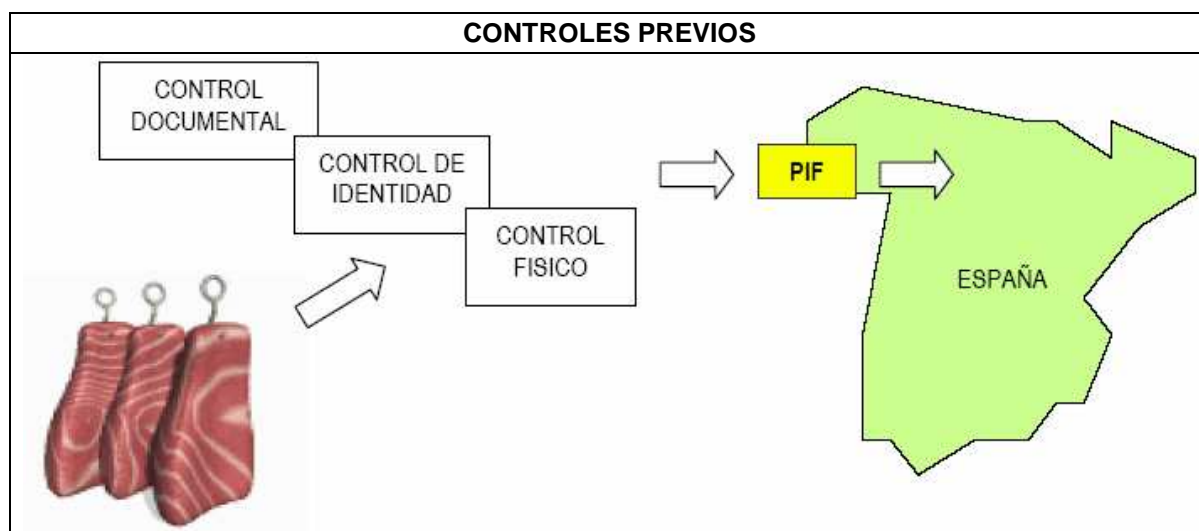 CONTROLES PREVIOS
CONTROL
DOCUMENTAL
CONTROL DE
IDENTIDAD
CONTROL
FISICO
PIF
ESPAÑA